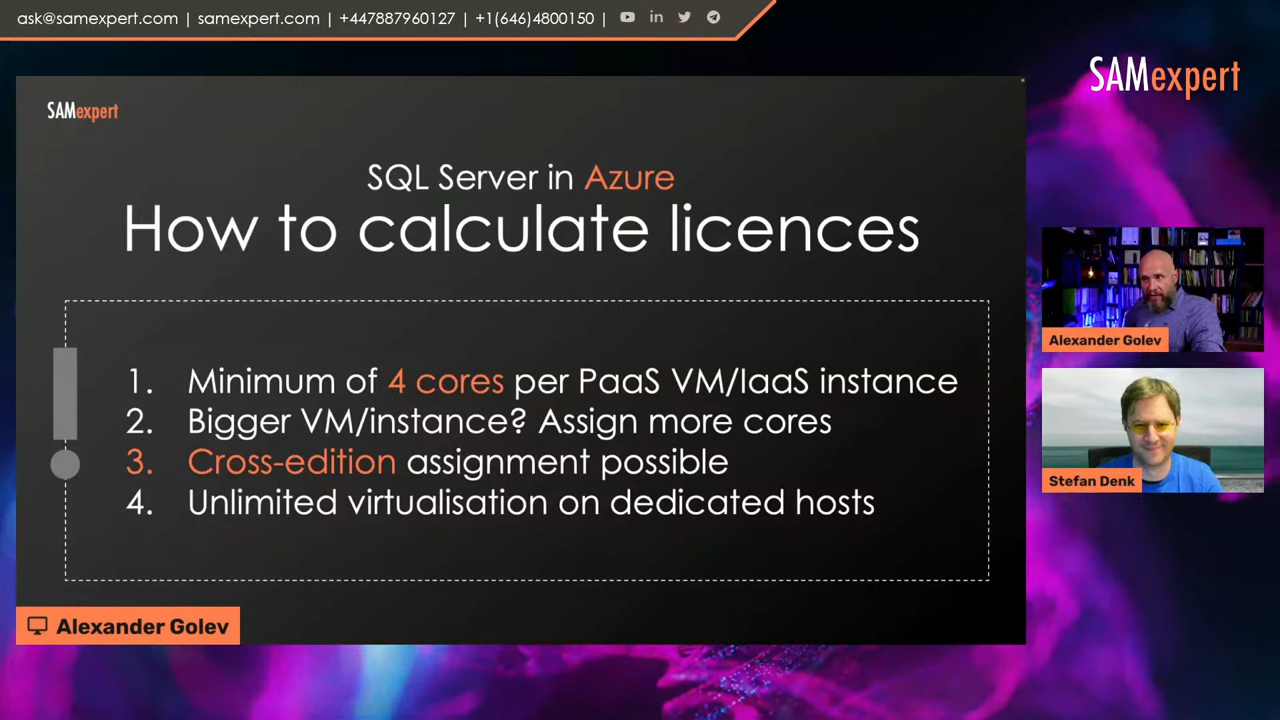 ask@samexpert.com | samexpert.com | +447887960127 | +1(646)4800150 |
SAMexpert
SAMexpert
SQL Server in Azure
How to calculate licences
1. Minimum of 4 cores per PaaS VM/IaaS instance
2. Bigger VM/instance? Assign more cores
3. Cross-edition assignment possible
4. Unlimited virtualisation on dedicated hosts
Alexander Golev
Stefan Denk
Alexander Golev